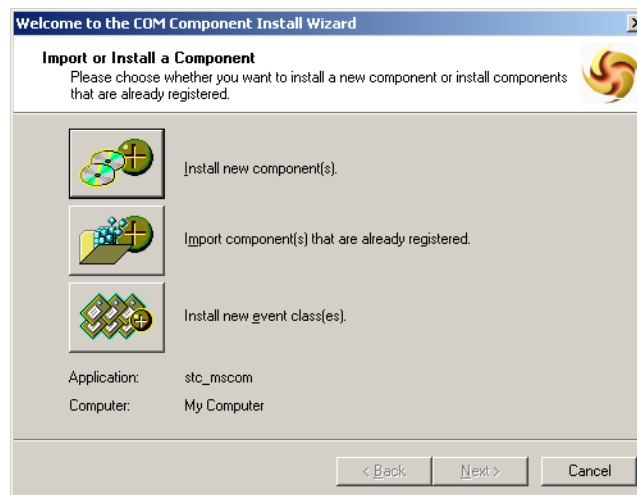 Welcome to the COM Component Install Wizard
Import or Install a Component
Please choose whether you want to install a new component or install components
that are already registered.
Install new component(s).
Import component(s) that are already registered.
Install new event class(es).
Application: stc_mscom
Computer: My Computer
< Back Next > Cancel